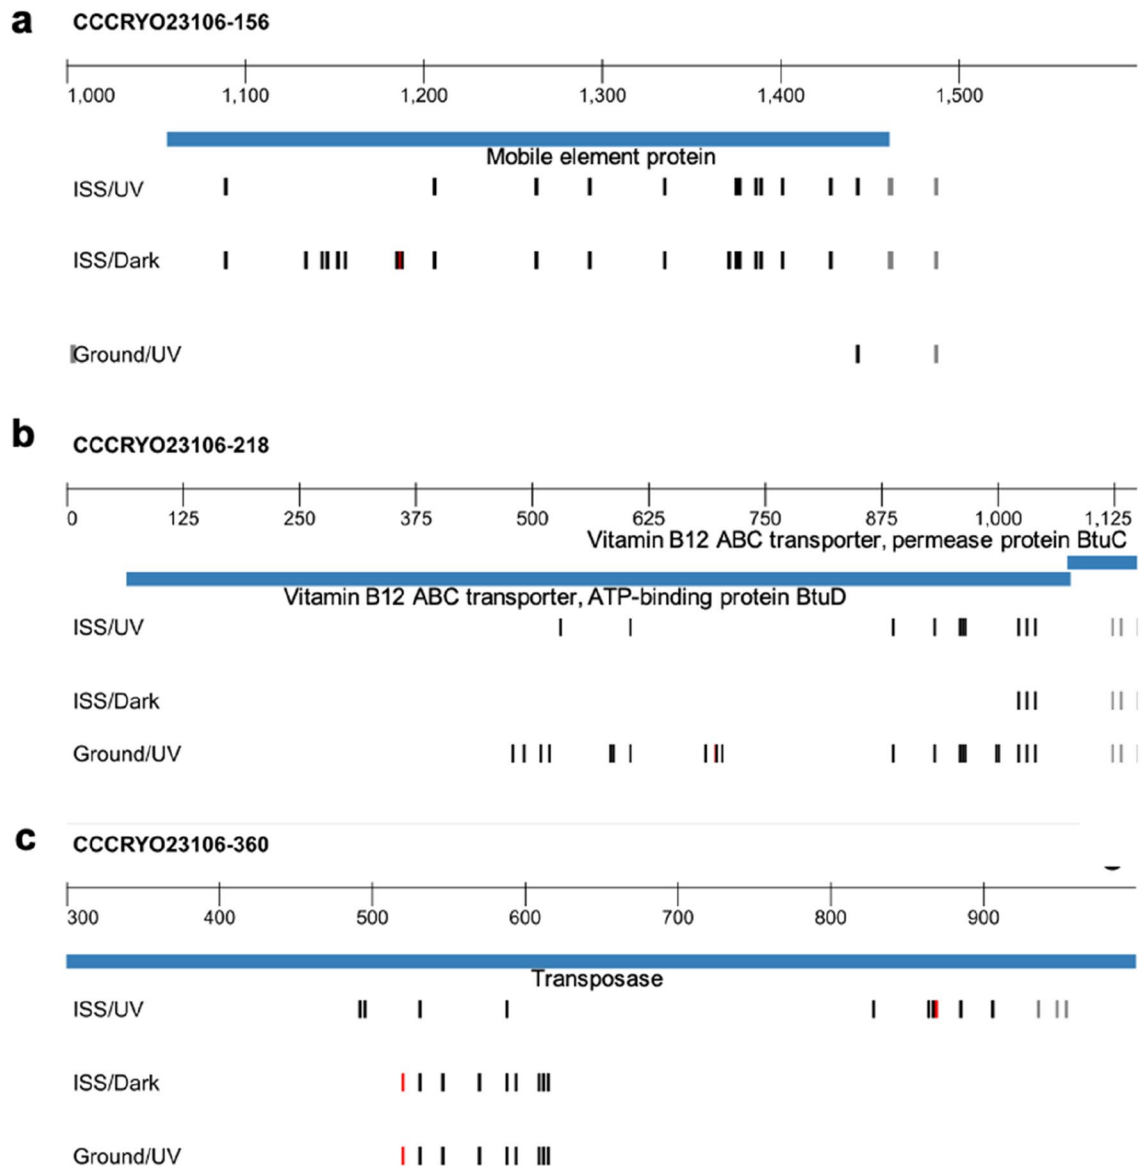 a CCCRYO23106-156
1,000 1,100 1,200 1,300 1,400 1,500
Mobile element protein
ISS/UV
ISS/Dark
Ground/UV
b CCCRYO23106-218
0 125 250 375 500 625 750 875 1,000 1,125
Vitamin B12 ABC transporter, permease protein BtuC
Vitamin B12 ABC transporter, ATP-binding protein BtuD
ISS/UV
ISS/Dark
Ground/UV
c CCCRYO23106-360
300 400 500 600 700 800 900
Transposase
ISS/UV
ISS/Dark
Ground/UV